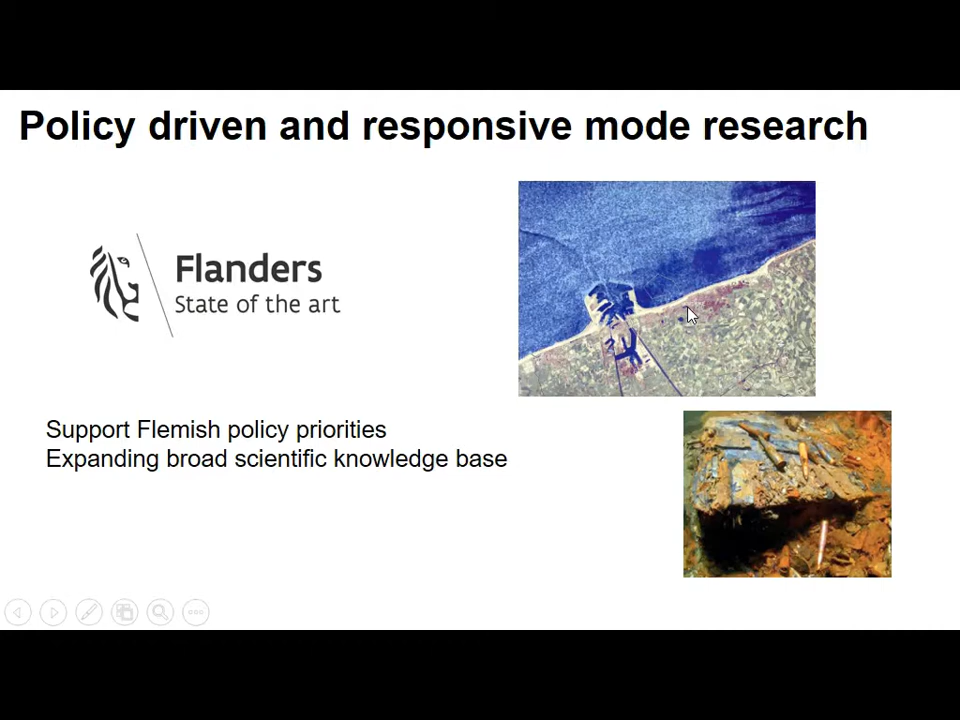 Policy driven and responsive mode research
Flanders
State of the art
Support Flemish policy priorities
Expanding broad scientific knowledge base